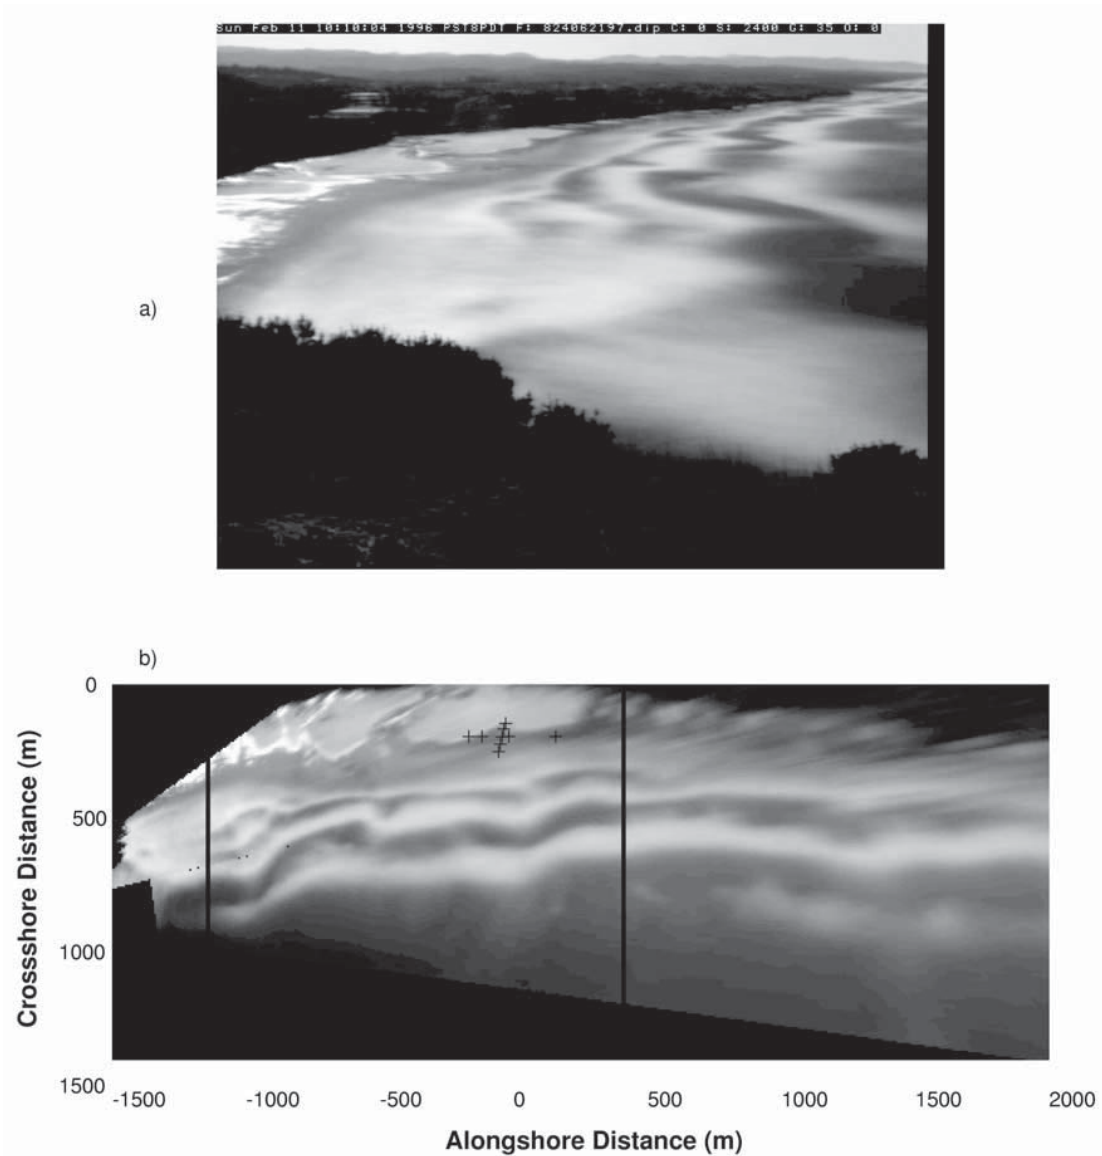 Sun Feb 11 10:10:04 1996 PST8PDT F: 824062197.dip C: 0 S: 2400 G: 35 O: 0
a)
b)
0
500
1000
1500
Crossshore Distance (m)
-1500 -1000 -500 0 500 1000 1500 2000
Alongshore Distance (m)